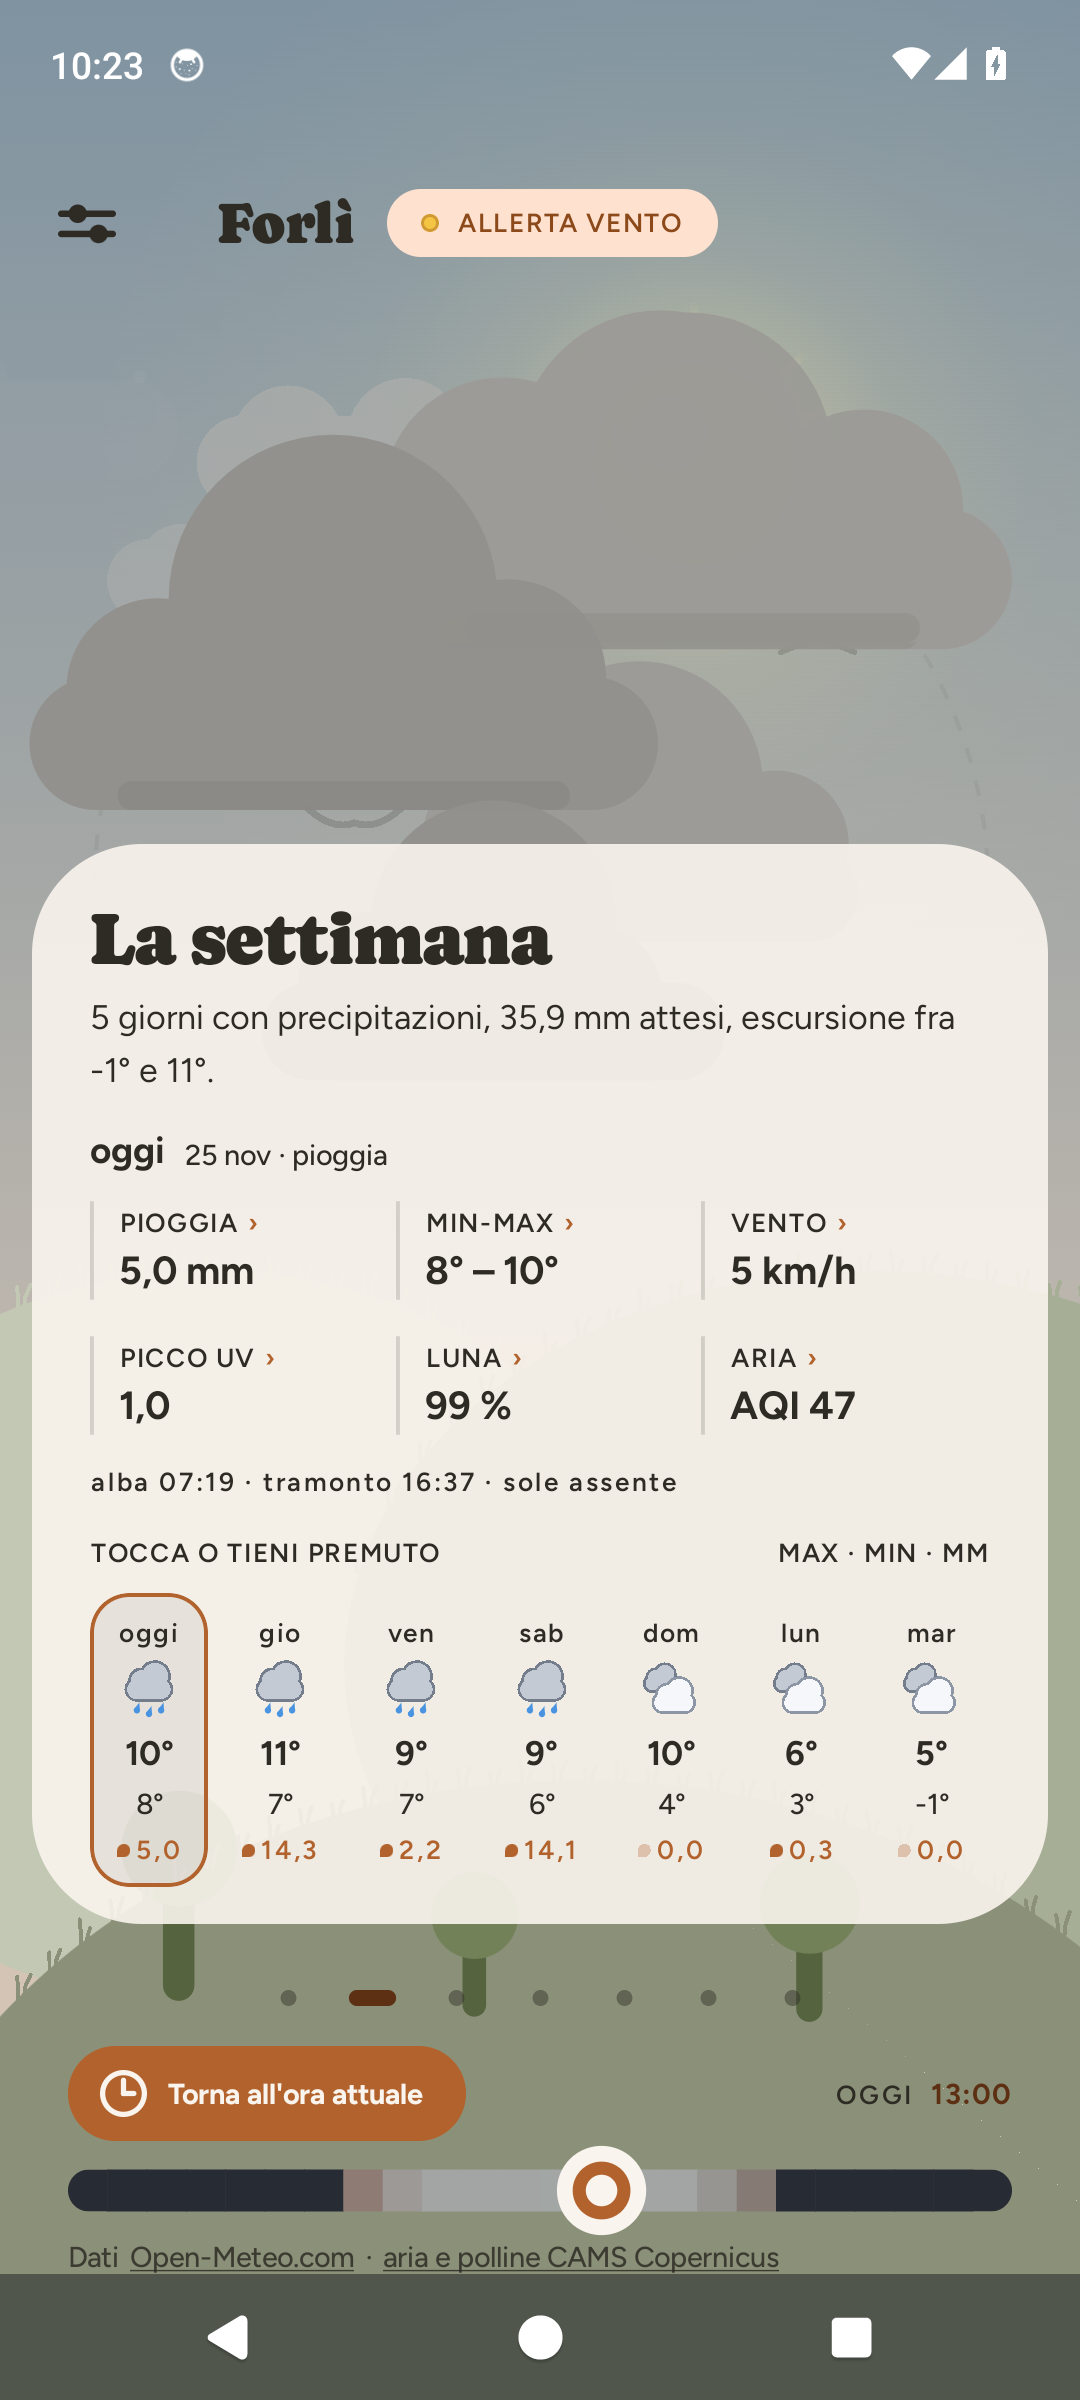 10:23
Forlì
ALLERTA VENTO
La settimana
5 giorni con precipitazioni, 35,9 mm attesi, escursione fra
-1° e 11°.
oggi 25 nov · pioggia
PIOGGIA › MIN-MAX › VENTO ›
5,0 mm 8° – 10° 5 km/h
PICCO UV › LUNA › ARIA ›
1,0 99 % AQI 47
alba 07:19 · tramonto 16:37 · sole assente
TOCCA O TIENI PREMUTO MAX · MIN · MM
oggi gio ven sab dom lun mar
10° 11° 9° 9° 10° 6° 5°
8° 7° 7° 6° 4° 3° -1°
5,0 14,3 2,2 14,1 0,0 0,3 0,0
Torna all'ora attuale OGGI 13:00
Dati Open-Meteo.com · aria e polline CAMS Copernicus